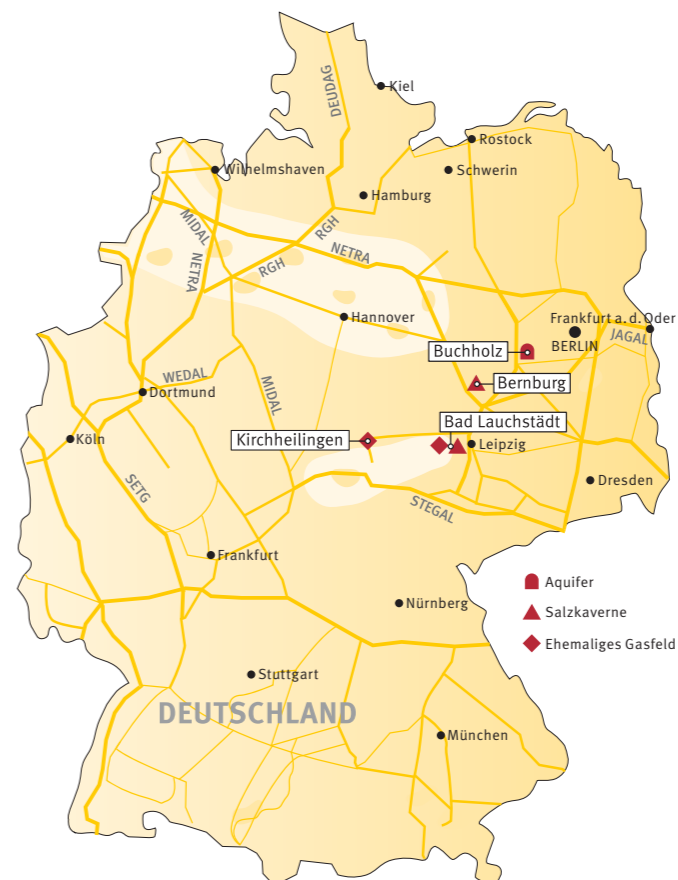 DEUDAG
Kiel
Rostock
Wilhelmshaven
Schwerin
Hamburg
MIDAL
RGH
NETRA
NETRA
RGH
Hannover
Frankfurt a. d. Oder
BERLIN
JAGAL
Buchholz
WEDAL
MIDAL
Bernburg
Dortmund
Bad Lauchstädt
Köln
Kirchheilingen
Leipzig
SETG
Dresden
STEGAL
Frankfurt
Aquifer
Nürnberg
Salzkaverne
Ehemaliges Gasfeld
Stuttgart
DEUTSCHLAND
München